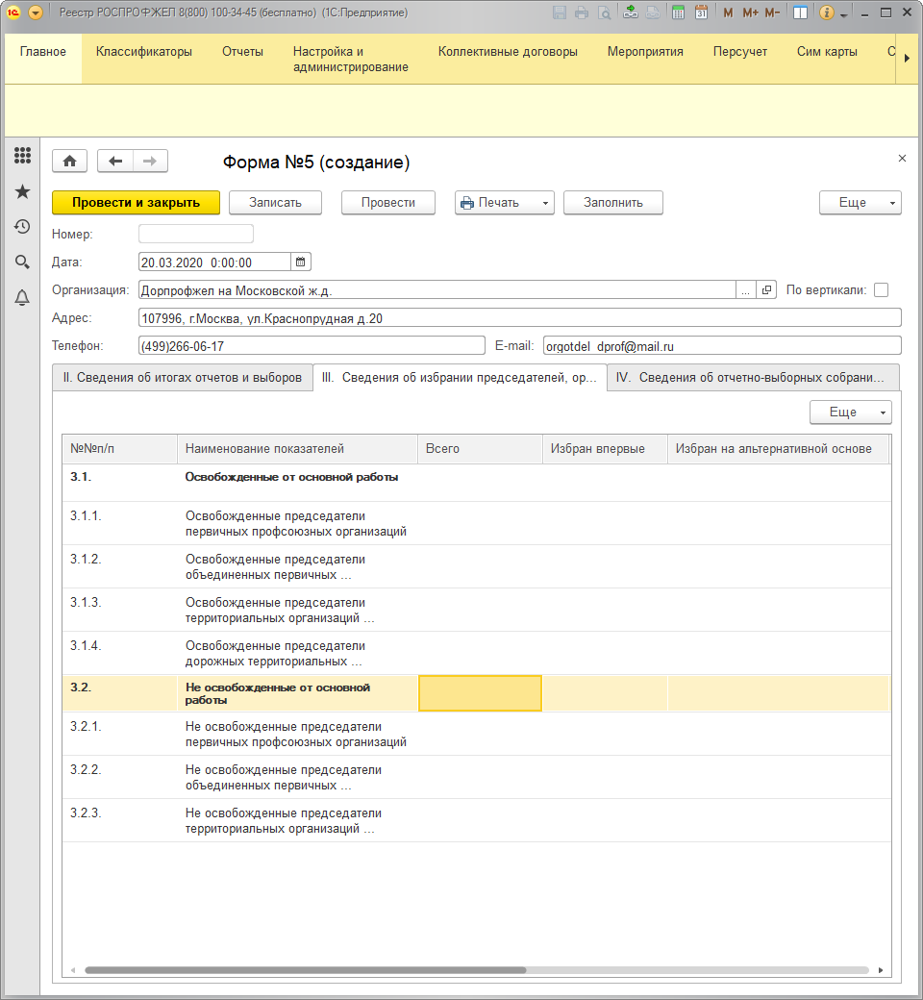 Реестр РОСПРОФЖЕЛ 8(800) 100-34-45 (бесплатно) (1С:Предприятие)
31 M M+ M-
Главное Классификаторы Отчеты Настройка и администрирование Коллективные договоры Мероприятия Персучет Сим карты С
Форма №5 (создание)
Провести и закрыть Записать Провести Печать Заполнить Еще
Номер:
Дата: 20.03.2020 0:00:00
Организация: Дорпрофжел на Московской ж.д. ... По вертикали:
Адрес: 107996, г.Москва, ул.Краснопрудная д.20
Телефон: (499)266-06-17 E-mail: orgotdel_dprof@mail.ru
II. Сведения об итогах отчетов и выборов III. Сведения об избрании председателей, ор... IV. Сведения об отчетно-выборных собрани...
Еще
№№п/п Наименование показателей Всего Избран впервые Избран на альтернативной основе
3.1. Освобожденные от основной работы
3.1.1. Освобожденные председатели
первичных профсоюзных организаций
3.1.2. Освобожденные председатели
объединенных первичных ...
3.1.3. Освобожденные председатели
территориальных организаций ...
3.1.4. Освобожденные председатели
дорожных территориальных ...
3.2. Не освобожденные от основной
работы
3.2.1. Не освобожденные председатели
первичных профсоюзных организаций
3.2.2. Не освобожденные председатели
объединенных первичных ...
3.2.3. Не освобожденные председатели
территориальных организаций ...